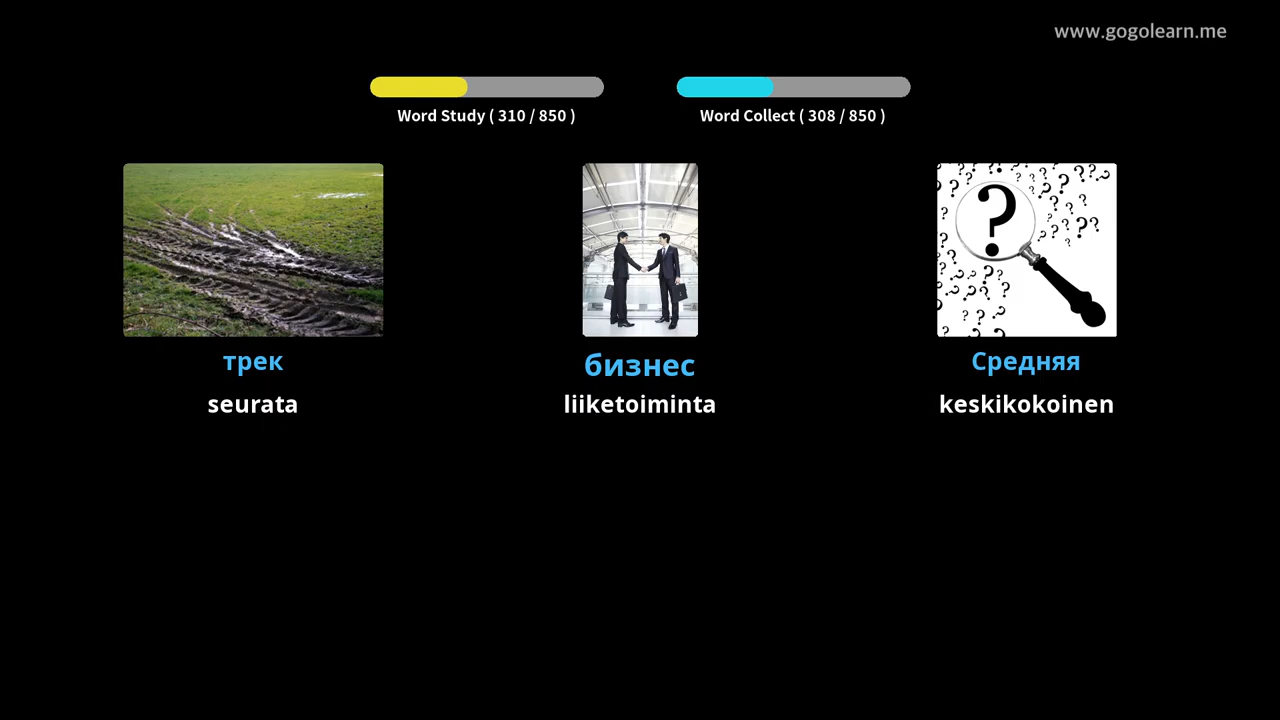 www.gogolearn.me
Word Study ( 310 / 850 )
Word Collect ( 308 / 850 )
трек
бизнес
Средняя
seurata
liiketoiminta
keskikokoinen